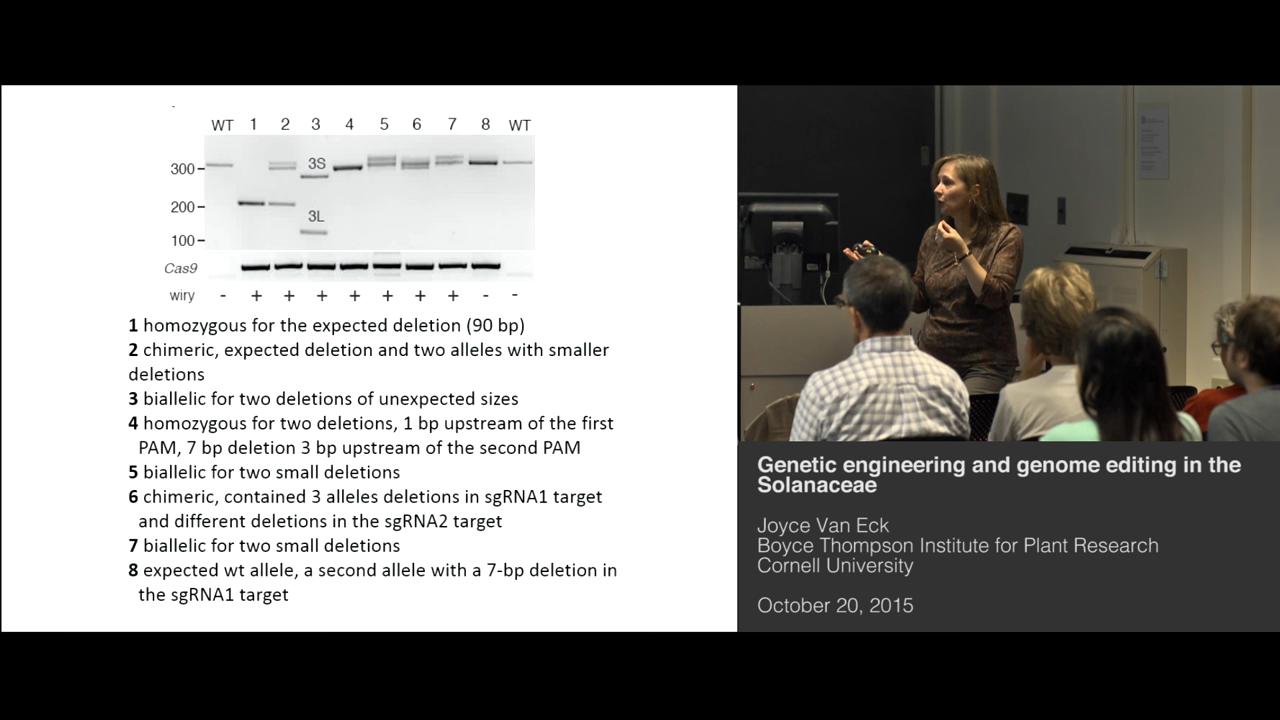 WT 1 2 3 4 5 6 7 8 WT
300
3S
200
3L
100
Cas9
wiry - + + + + + + + - -
1 homozygous for the expected deletion (90 bp)
2 chimeric, expected deletion and two alleles with smaller
deletions
3 biallelic for two deletions of unexpected sizes
4 homozygous for two deletions, 1 bp upstream of the first
PAM, 7 bp deletion 3 bp upstream of the second PAM
5 biallelic for two small deletions
6 chimeric, contained 3 alleles deletions in sgRNA1 target
and different deletions in the sgRNA2 target
7 biallelic for two small deletions
8 expected wt allele, a second allele with a 7-bp deletion in
the sgRNA1 target
Genetic engineering and genome editing in the
Solanaceae
Joyce Van Eck
Boyce Thompson Institute for Plant Research
Cornell University
October 20, 2015